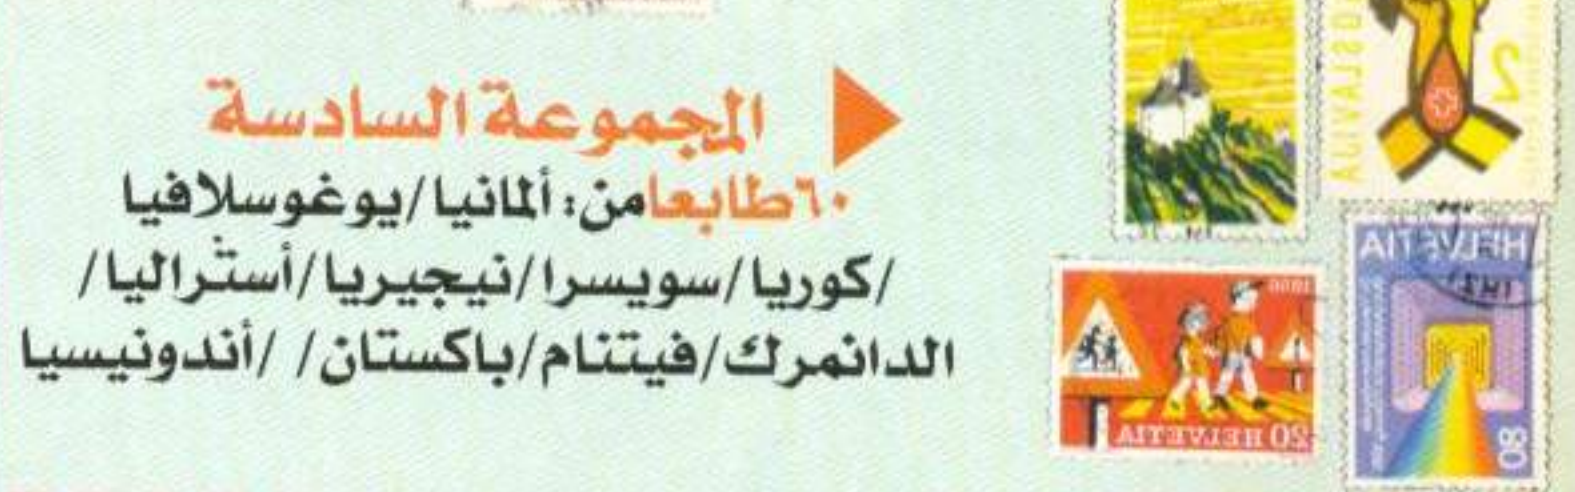 المجموعة السادسة
٦٠ طابعا من: ألمانيا/يوغوسلافيا
/كوريا/سويسرا/نيجيريا/أستراليا/
الدانمرك/فيتنام/باكستان/ /أندونيسيا
2
HELVETIA
80
20 HELVETIA